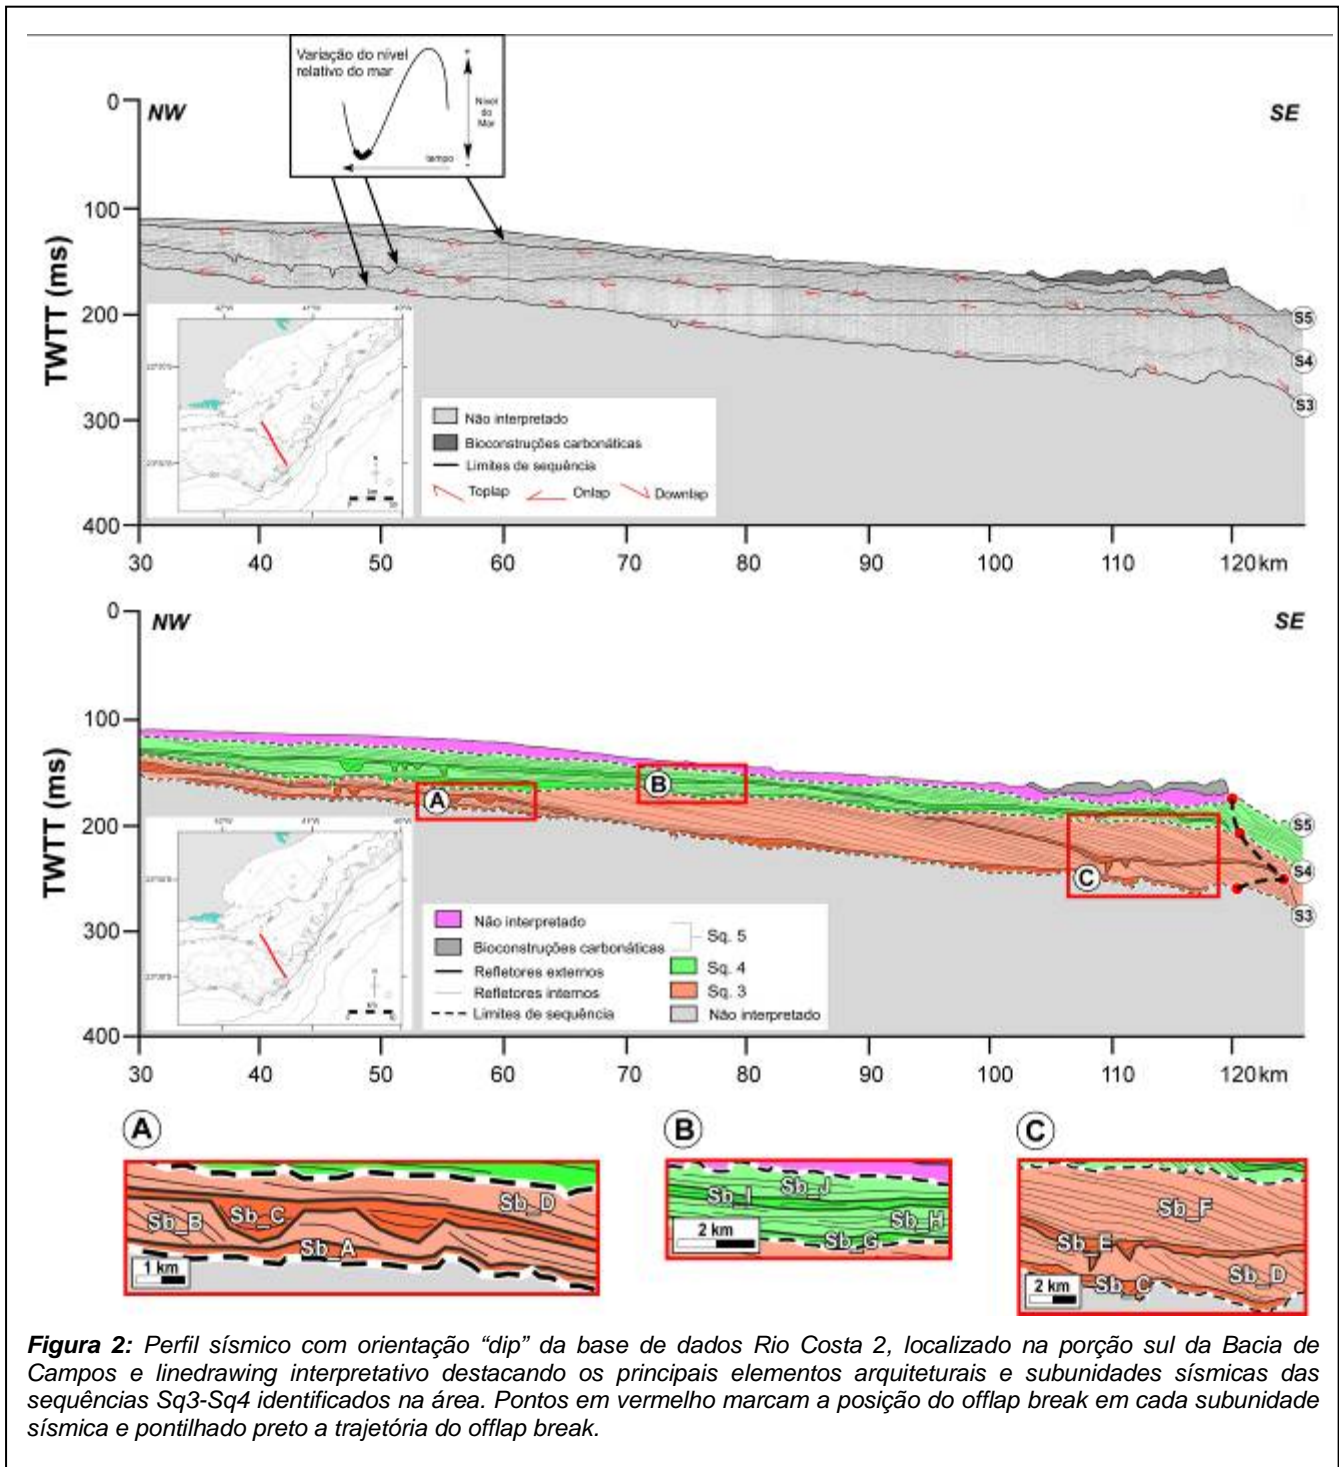 Variação do nível
relativo do mar
+
Nível
do
Mar
-
tempo
0
NW
SE
100
200
300
400
TWTT (ms)
S5
S4
S3
Não interpretado
Bioconstruções carbonáticas
Limites de sequência
Toplap
Onlap
Downlap
30
40
50
60
70
80
90
100
110
120km
0
NW
SE
100
200
300
400
TWTT (ms)
A
B
C
S5
S4
S3
Não interpretado
Bioconstruções carbonáticas
Refletores externos
Refletores internos
Limites de sequência
Sq. 5
Sq. 4
Sq. 3
Não interpretado
30
40
50
60
70
80
90
100
110
120km
A
Sb_B
Sb_C
Sb_A
Sb_D
1 km
B
Sb_J
Sb_I
Sb_H
Sb_G
2 km
C
Sb_F
Sb_E
Sb_D
Sb_C
2 km
Figura 2: Perfil sísmico com orientação “dip” da base de dados Rio Costa 2, localizado na porção sul da Bacia de
Campos e linedrawing interpretativo destacando os principais elementos arquiteturais e subunidades sísmicas das
sequências Sq3-Sq4 identificados na área. Pontos em vermelho marcam a posição do offlap break em cada subunidade
sísmica e pontilhado preto a trajetória do offlap break.